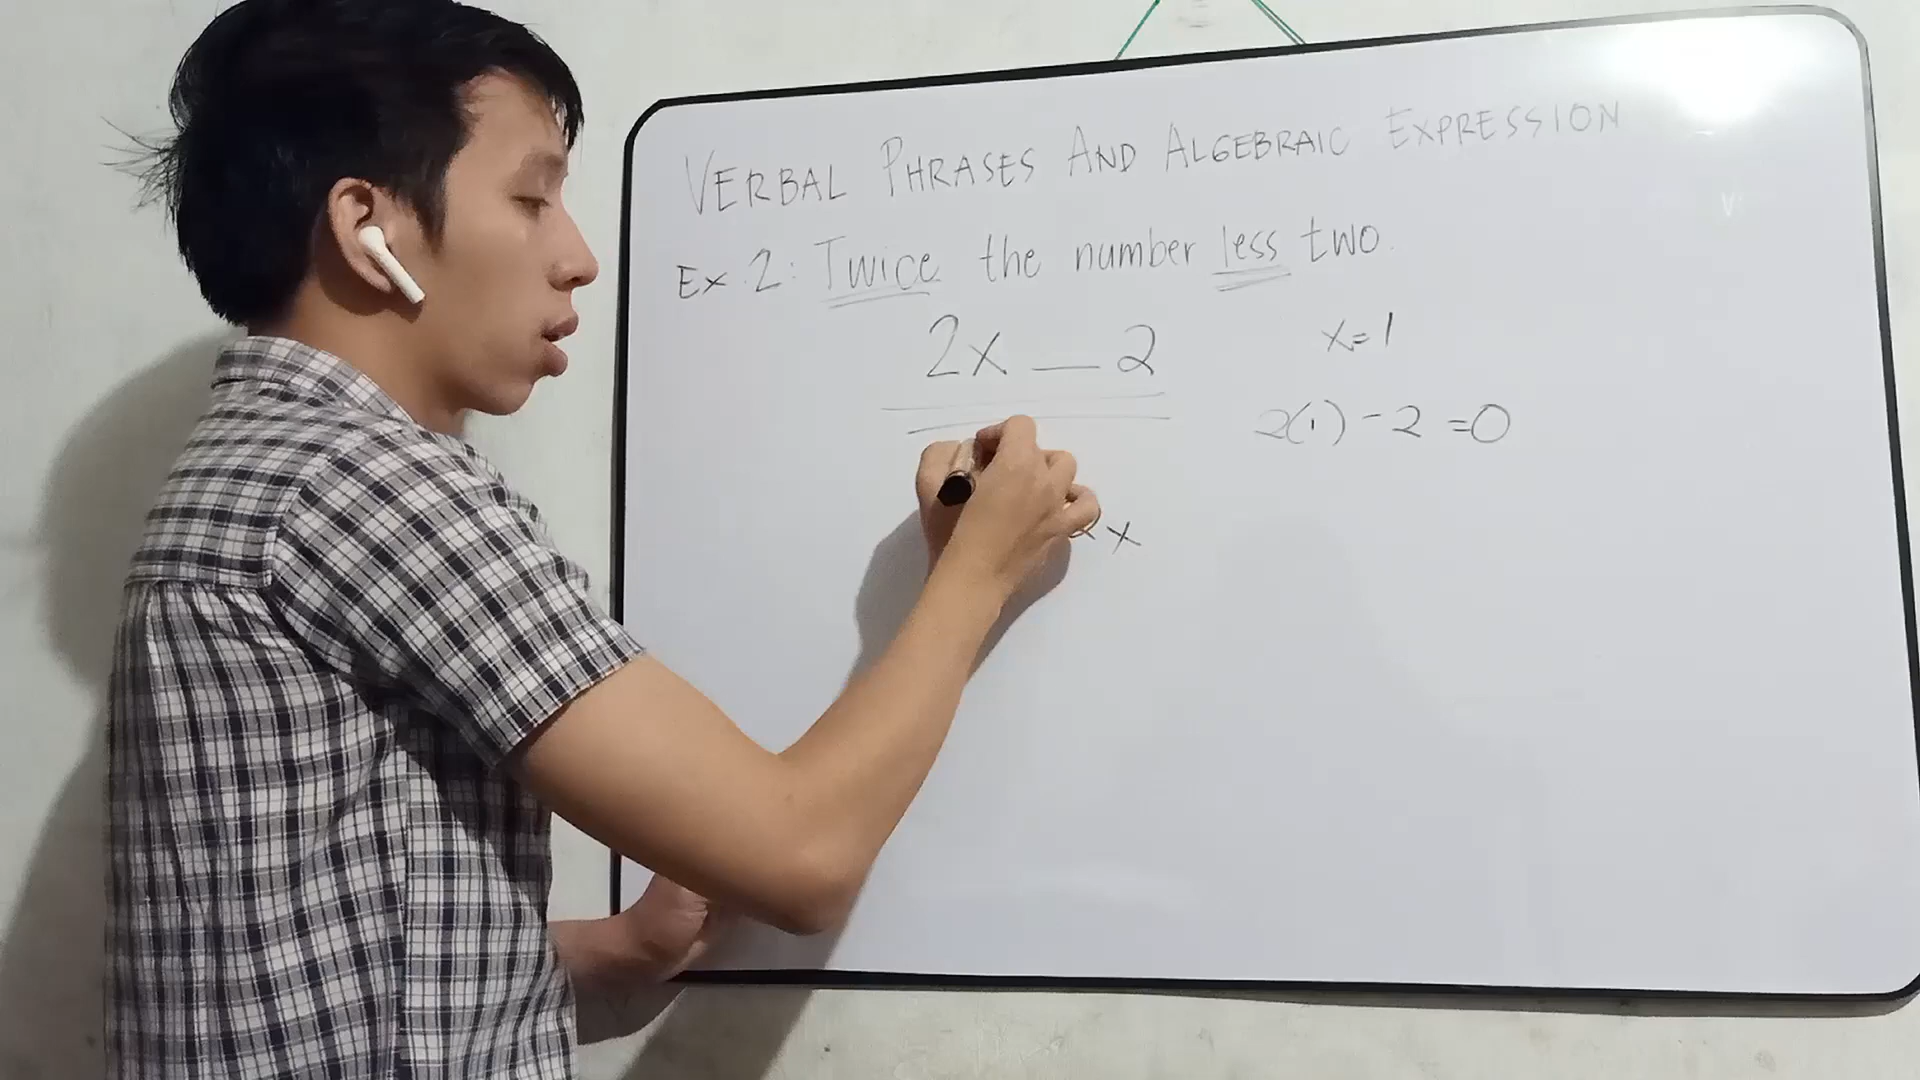 VERBAL PHRASES AND ALGEBRAIC EXPRESSION
Ex. 2: Twice the number less two.
2x — 2
x=1
2(1) - 2 = 0
x